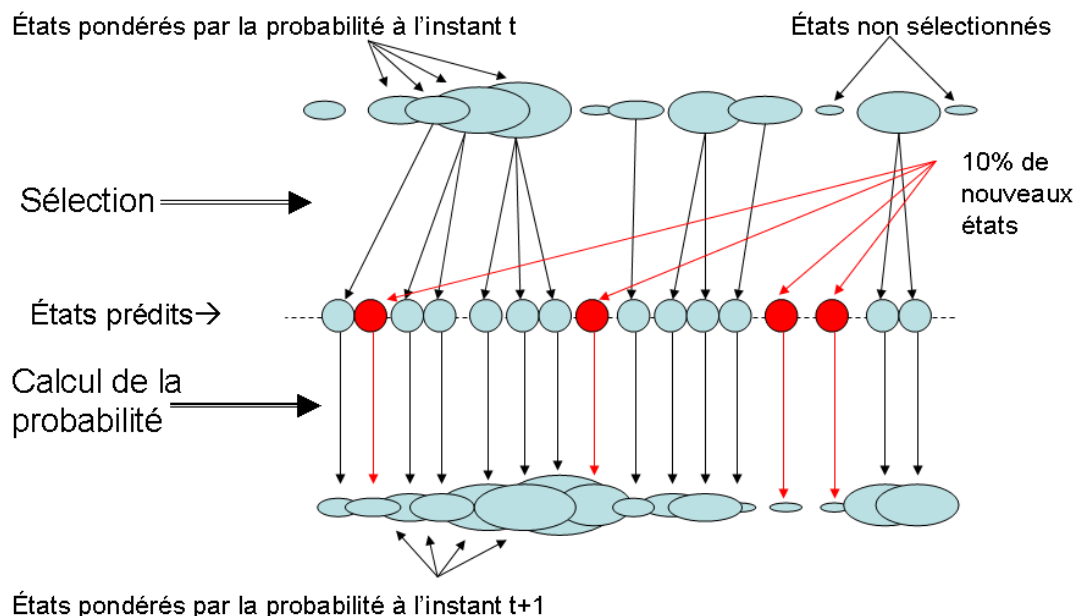 États pondérés par la probabilité à l'instant t
États non sélectionnés
10% de
nouveaux
états
Sélection
États prédits→
Calcul de la
probabilité
États pondérés par la probabilité à l'instant t+1